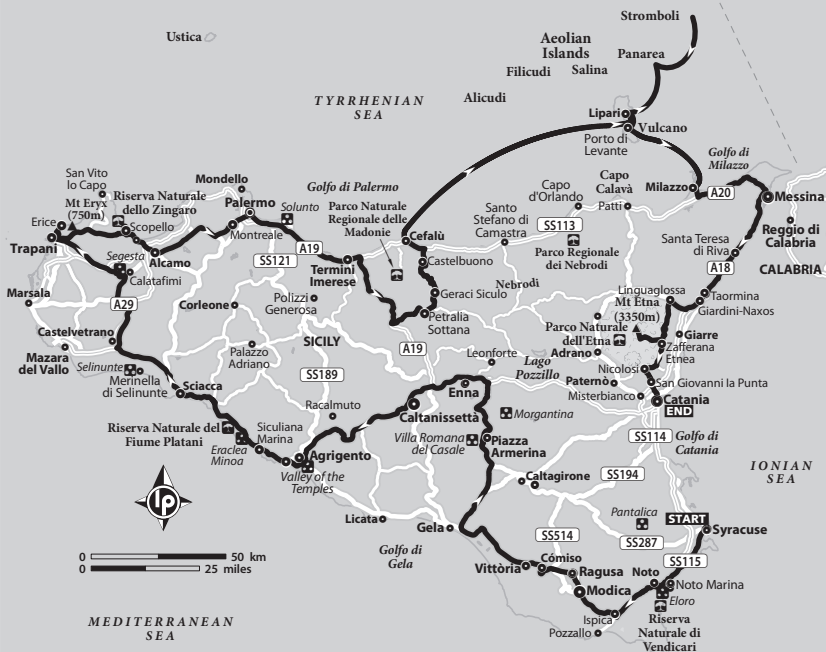 Stromboli
Ustica
Aeolian
Islands
Panarea
Filicudi
Salina
Alicudi
TYRRHENIAN
SEA
Lipari
Vulcano
Porto di
Levante
Golfo di
Milazzo
San Vito
lo Capo
Mt Eryx
(750m)
Riserva Naturale
dello Zingaro
Mondello
Golfo di Palermo
Capo
Calavà
Milazzo
A20
Messina
Erice
Scopello
Palermo
Solunto
Parco Naturale
Regionale delle
Madonie
Capo
d'Orlando
Patti
Trapani
Montreale
Cefalù
Santo
Stefano di
Camastra
SS113
Reggio di
Calabria
Segesta
Alcamo
SS121
A19
Castelbuono
Parco Regionale
dei Nebrodi
Santa Teresa
di Riva
Calatafimi
Termini
Imerese
A18
CALABRIA
Marsala
A29
Corleone
Polizzi
Generosa
Geraci Siculo
Nebrodi
Linguaglossa
Taormina
Mt Etna
(3350m)
Giardini-Naxos
Petralia
Sottana
Parco Naturale
dell'Etna
Giarre
Castelvetrano
SICILY
Palazzo
Adriano
A19
Leonforte
Lago
Pozzillo
Adrano
Zafferana
Etnea
Mazara
del Vallo
Selinunte
Merinella
di Selinunte
SS189
Nicolosi
San Giovanni la Punta
Sciacca
Enna
Paternò
Misterbianco
Catania
END
Racalmuto
Caltanissetta
Morgantina
Riserva Naturale del
Fiume Platani
Siculiana
Marina
Villa Romana
del Casale
Piazza
Armerina
SS114
Golfo di
Catania
Eraclea
Minoa
Agrigento
Valley of the
Temples
Caltagirone
SS194
IONIAN
SEA
lp
Licata
Gela
Pantalica
START
Syracuse
Golfo di
Gela
SS514
SS287
0 50 km
0 25 miles
Vittòria
Cómiso
Ragusa
Noto
SS115
Noto Marina
Modica
Eloro
MEDITERRANEAN
SEA
Ispica
Pozzallo
Riserva
Naturale di
Vendicari